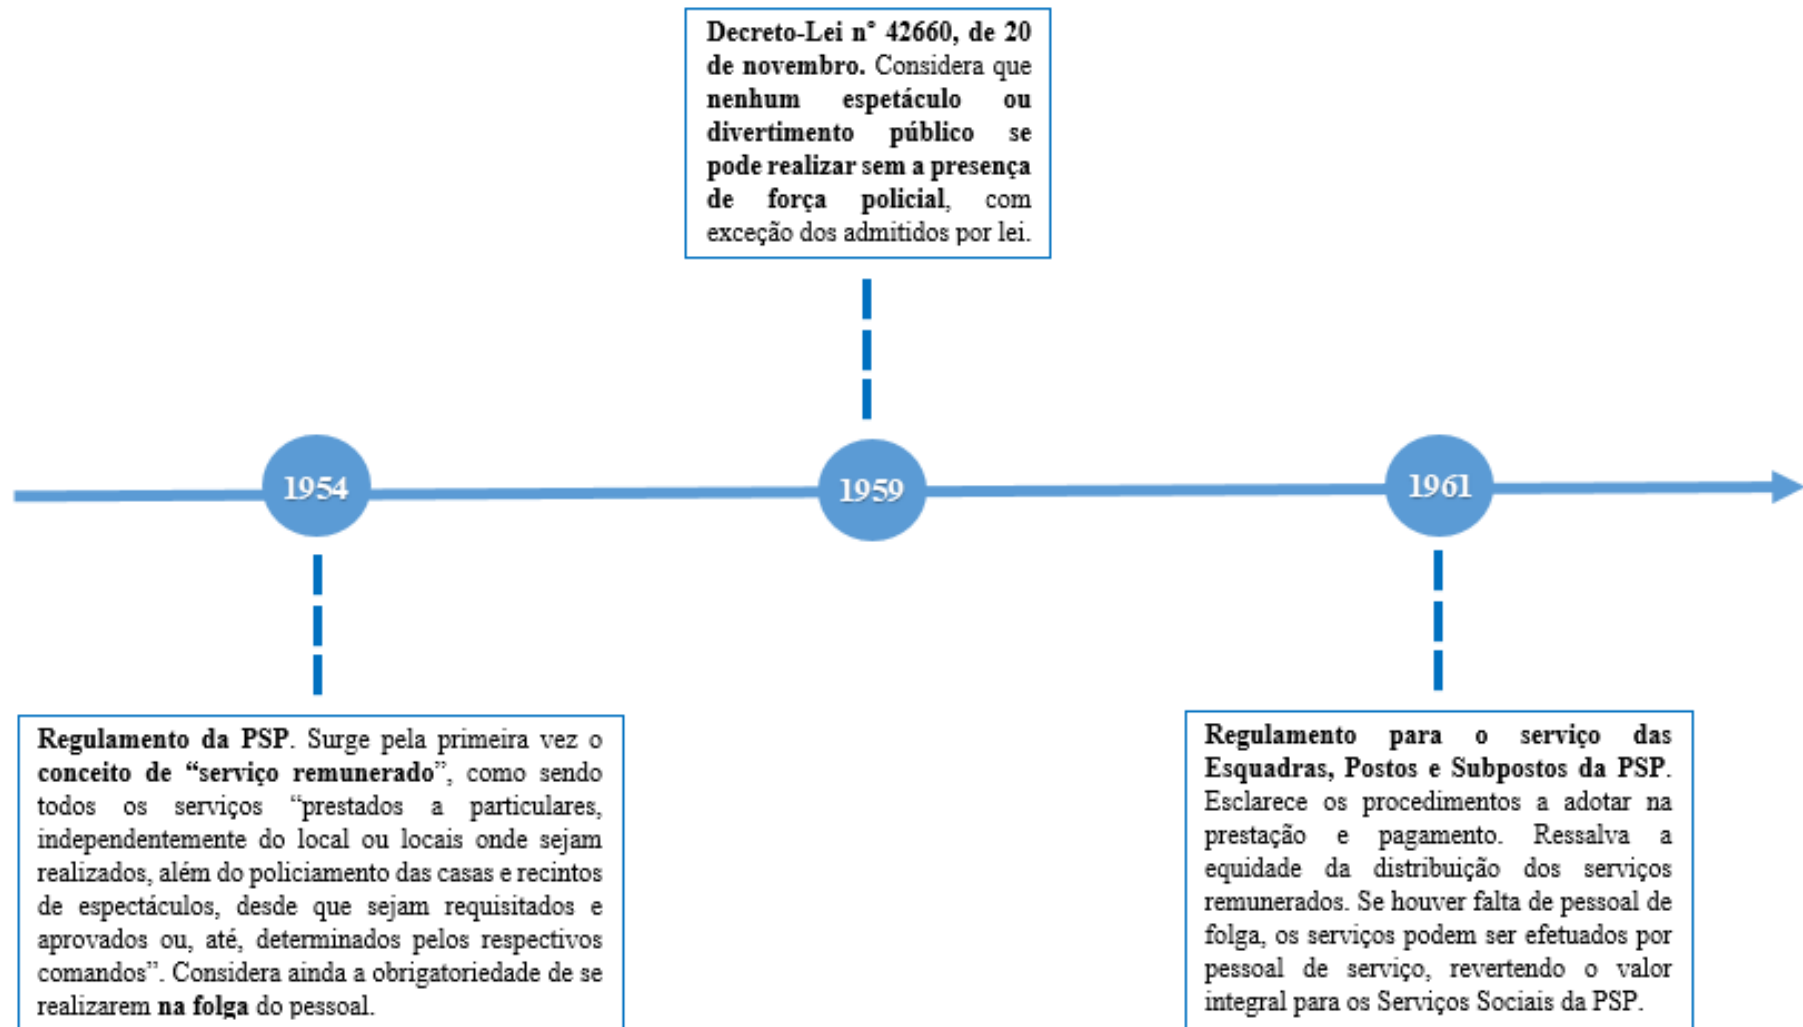 Decreto-Lei n° 42660, de 20
de novembro. Considera que
nenhum espetáculo ou
divertimento público se
pode realizar sem a presença
de força policial, com
exceção dos admitidos por lei.
1954
1959
1961
Regulamento da PSP. Surge pela primeira vez o
conceito de “serviço remunerado”, como sendo
todos os serviços “prestados a particulares,
independentemente do local ou locais onde sejam
realizados, além do policiamento das casas e recintos
de espectáculos, desde que sejam requisitados e
aprovados ou, até, determinados pelos respectivos
comandos”. Considera ainda a obrigatoriedade de se
realizarem na folga do pessoal.
Regulamento para o serviço das
Esquadras, Postos e Subpostos da PSP.
Esclarece os procedimentos a adotar na
prestação e pagamento. Ressalva a
equidade da distribuição dos serviços
remunerados. Se houver falta de pessoal de
folga, os serviços podem ser efetuados por
pessoal de serviço, revertendo o valor
integral para os Serviços Sociais da PSP.